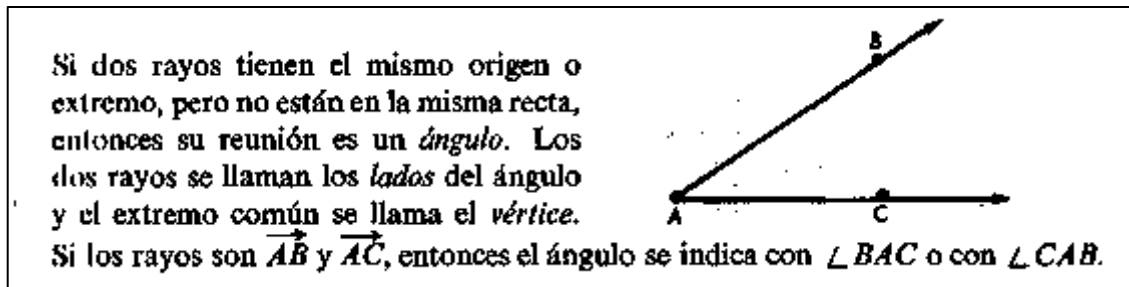 Si dos rayos tienen el mismo origen o
extremo, pero no están en la misma recta,
entonces su reunión es un ángulo. Los
dos rayos se llaman los lados del ángulo
y el extremo común se llama el vértice.
Si los rayos son AB y AC, entonces el ángulo se indica con ∠BAC o con ∠CAB.
B
A
C